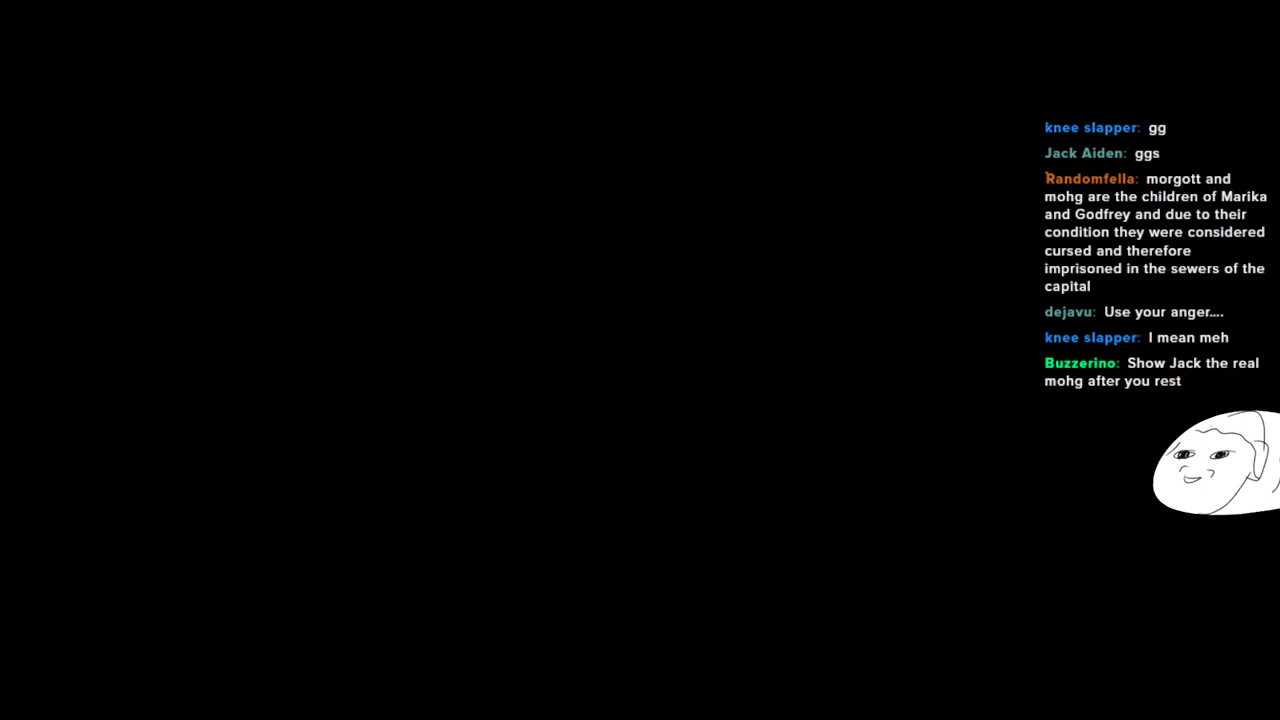 knee slapper: gg
Jack Aiden: ggs
Randomfella: morgott and
mohg are the children of Marika
and Godfrey and due to their
condition they were considered
cursed and therefore
imprisoned in the sewers of the
capital
dejavu: Use your anger....
knee slapper: I mean meh
Buzzerino: Show Jack the real
mohg after you rest